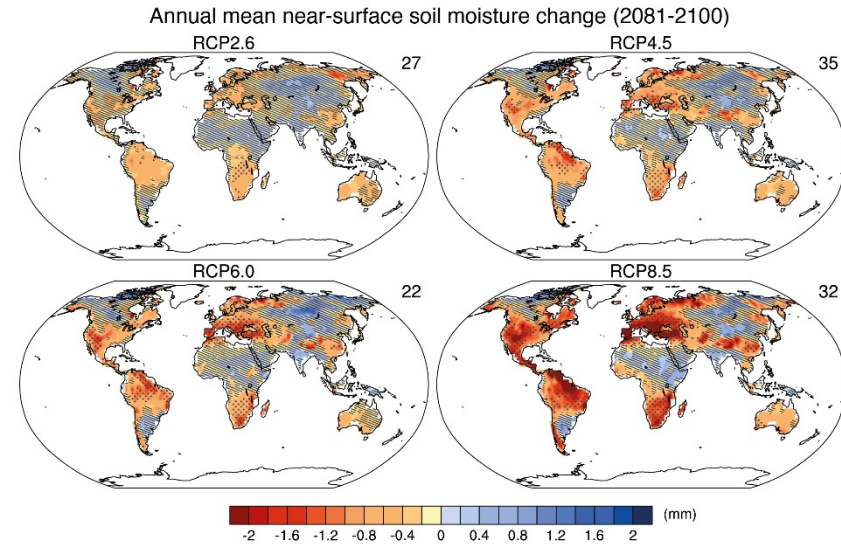 Annual mean near-surface soil moisture change (2081-2100)
RCP2.6
27
RCP4.5
35
RCP6.0
22
RCP8.5
32
(mm)
-2 -1.6 -1.2 -0.8 -0.4 0 0.4 0.8 1.2 1.6 2